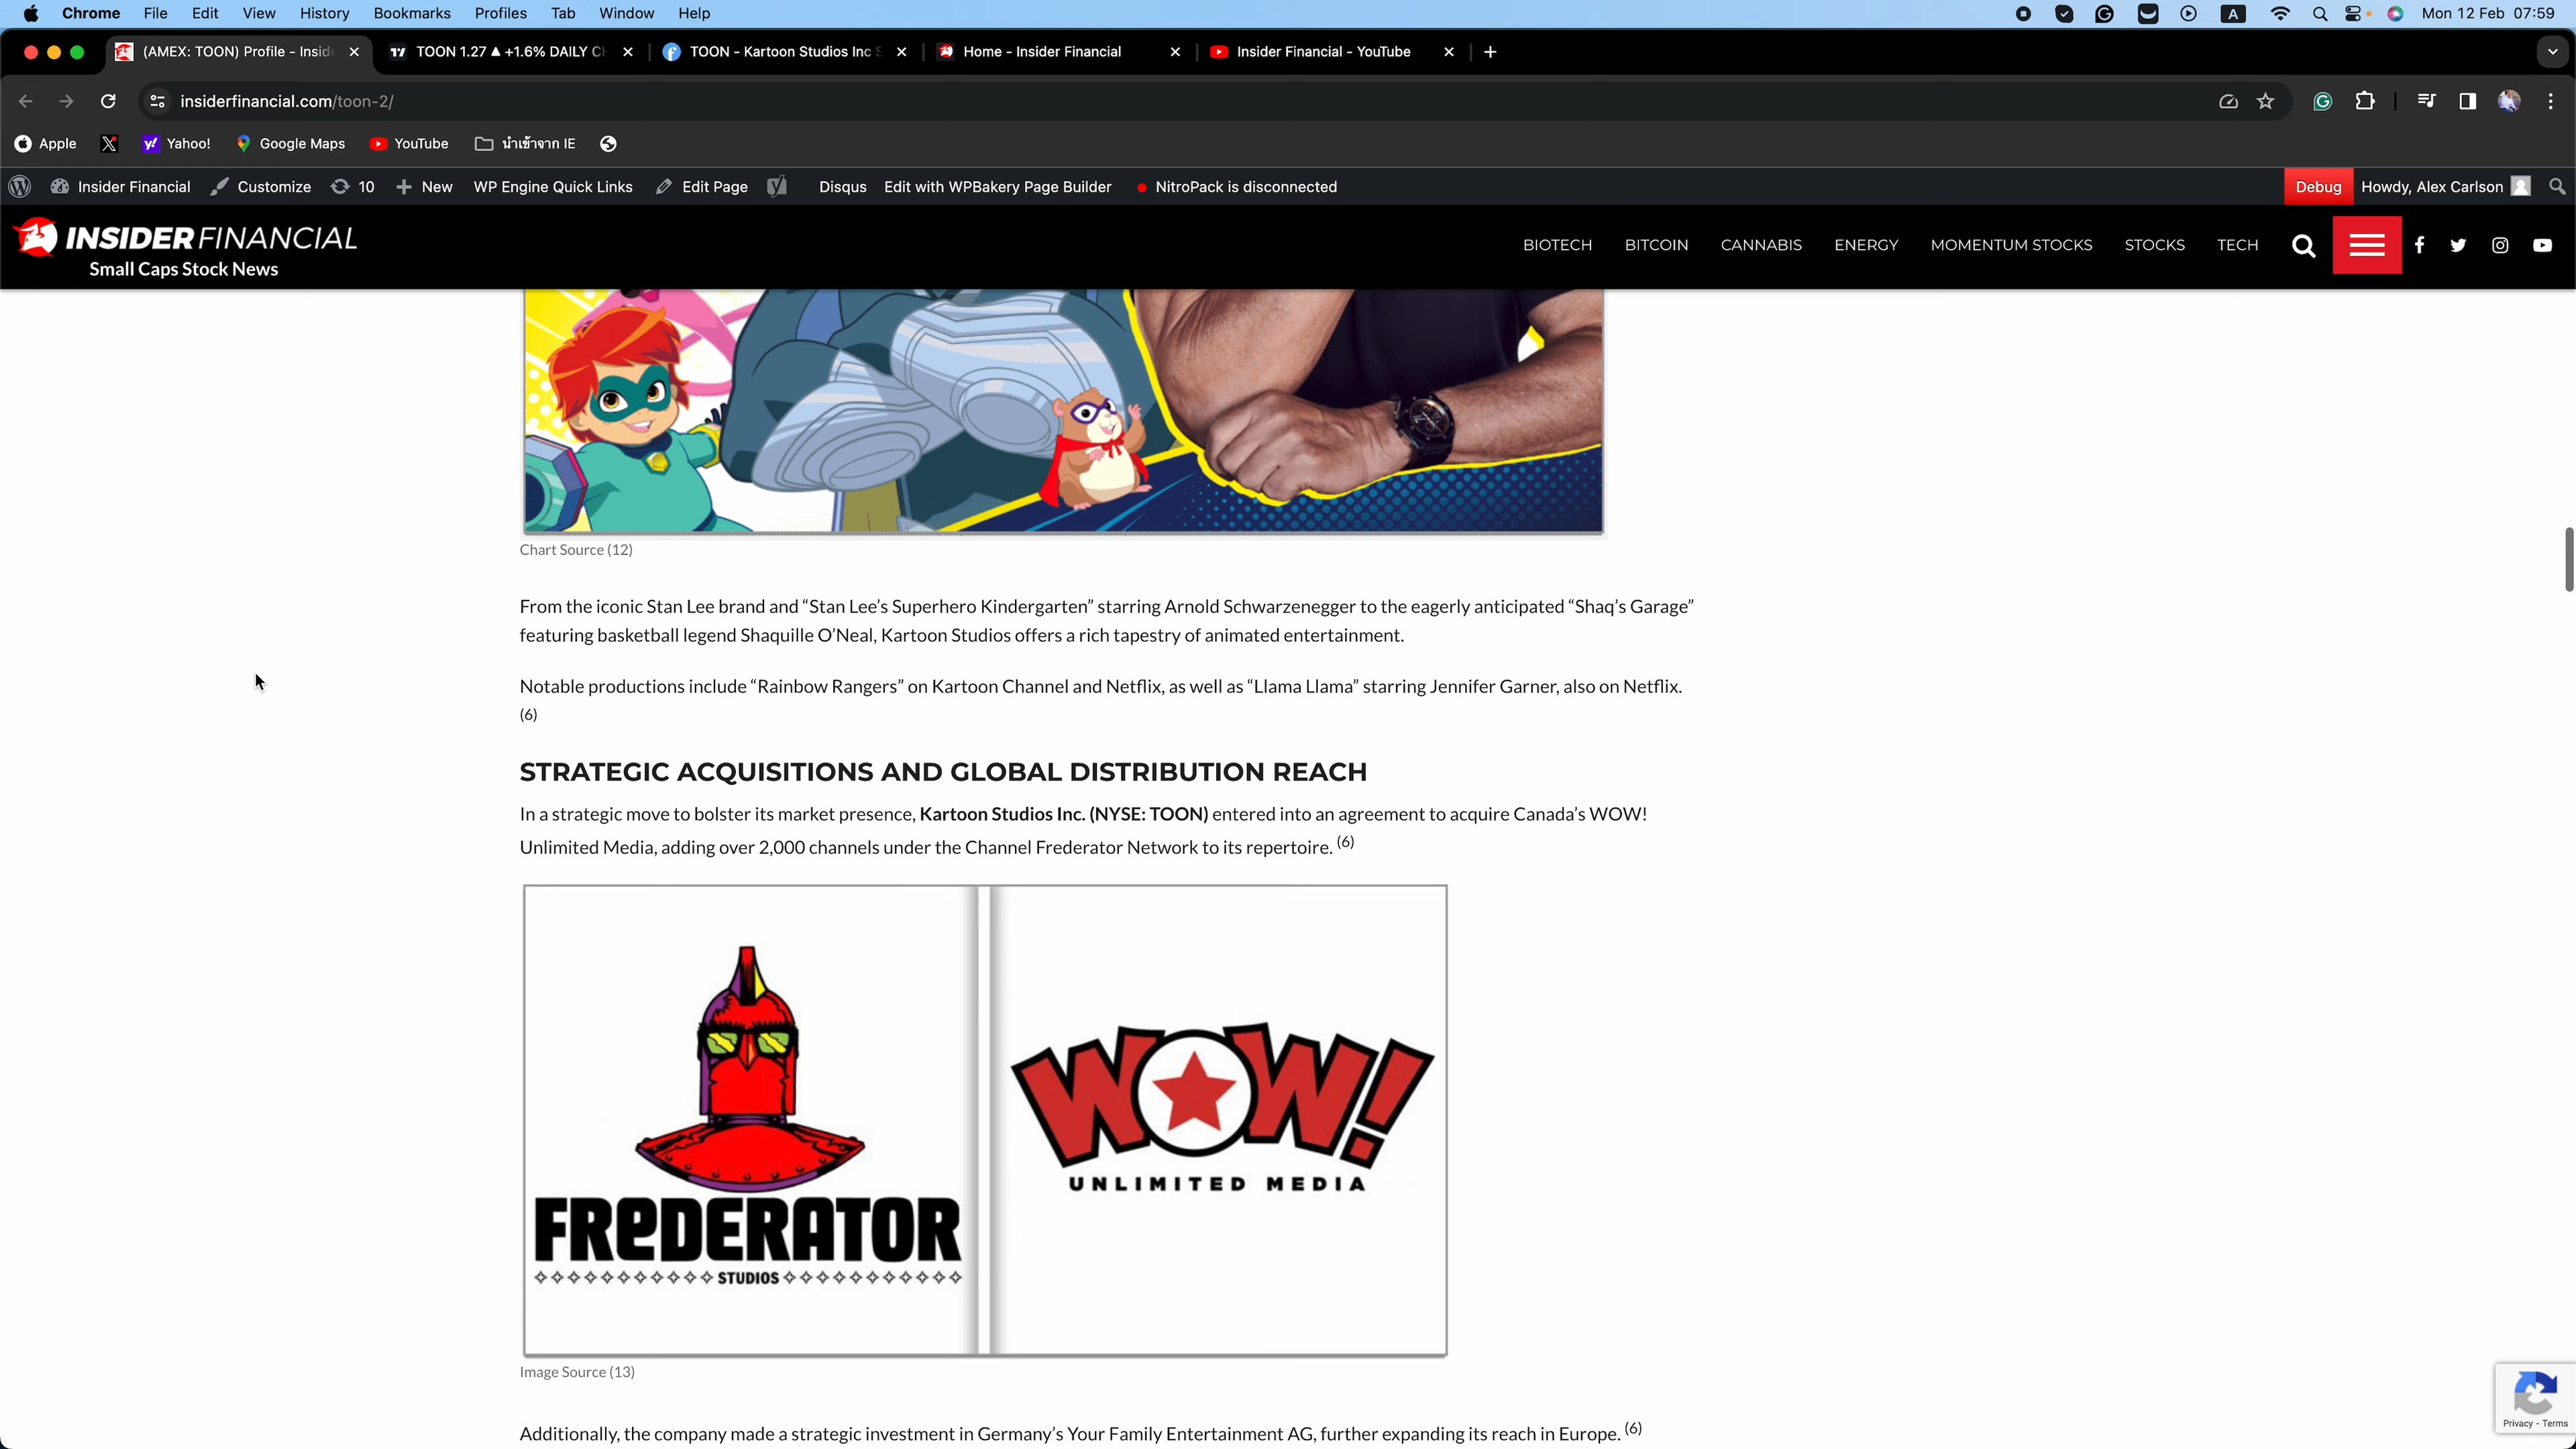 Chrome File Edit View History Bookmarks Profiles Tab Window Help A Mon 12 Feb 07:59
(AMEX: TOON) Profile - Inside TOON 1.27 ▲ +1.6% DAILY CH TOON - Kartoon Studios Inc S Home - Insider Financial Insider Financial - YouTube
insiderfinancial.com/toon-2/
Apple Yahoo! Google Maps YouTube นำเข้าจาก IE
Insider Financial Customize 10 New WP Engine Quick Links Edit Page Disqus Edit with WPBakery Page Builder NitroPack is disconnected Debug Howdy, Alex Carlson
INSIDER FINANCIAL
Small Caps Stock News
BIOTECH BITCOIN CANNABIS ENERGY MOMENTUM STOCKS STOCKS TECH
Chart Source (12)
From the iconic Stan Lee brand and “Stan Lee’s Superhero Kindergarten” starring Arnold Schwarzenegger to the eagerly anticipated “Shaq’s Garage”
featuring basketball legend Shaquille O’Neal, Kartoon Studios offers a rich tapestry of animated entertainment.
Notable productions include “Rainbow Rangers” on Kartoon Channel and Netflix, as well as “Llama Llama” starring Jennifer Garner, also on Netflix.
(6)
STRATEGIC ACQUISITIONS AND GLOBAL DISTRIBUTION REACH
In a strategic move to bolster its market presence, Kartoon Studios Inc. (NYSE: TOON) entered into an agreement to acquire Canada’s WOW!
Unlimited Media, adding over 2,000 channels under the Channel Frederator Network to its repertoire. (6)
FREDERATOR
STUDIOS
WOW!
UNLIMITED MEDIA
Image Source (13)
Additionally, the company made a strategic investment in Germany’s Your Family Entertainment AG, further expanding its reach in Europe. (6)
Privacy - Terms